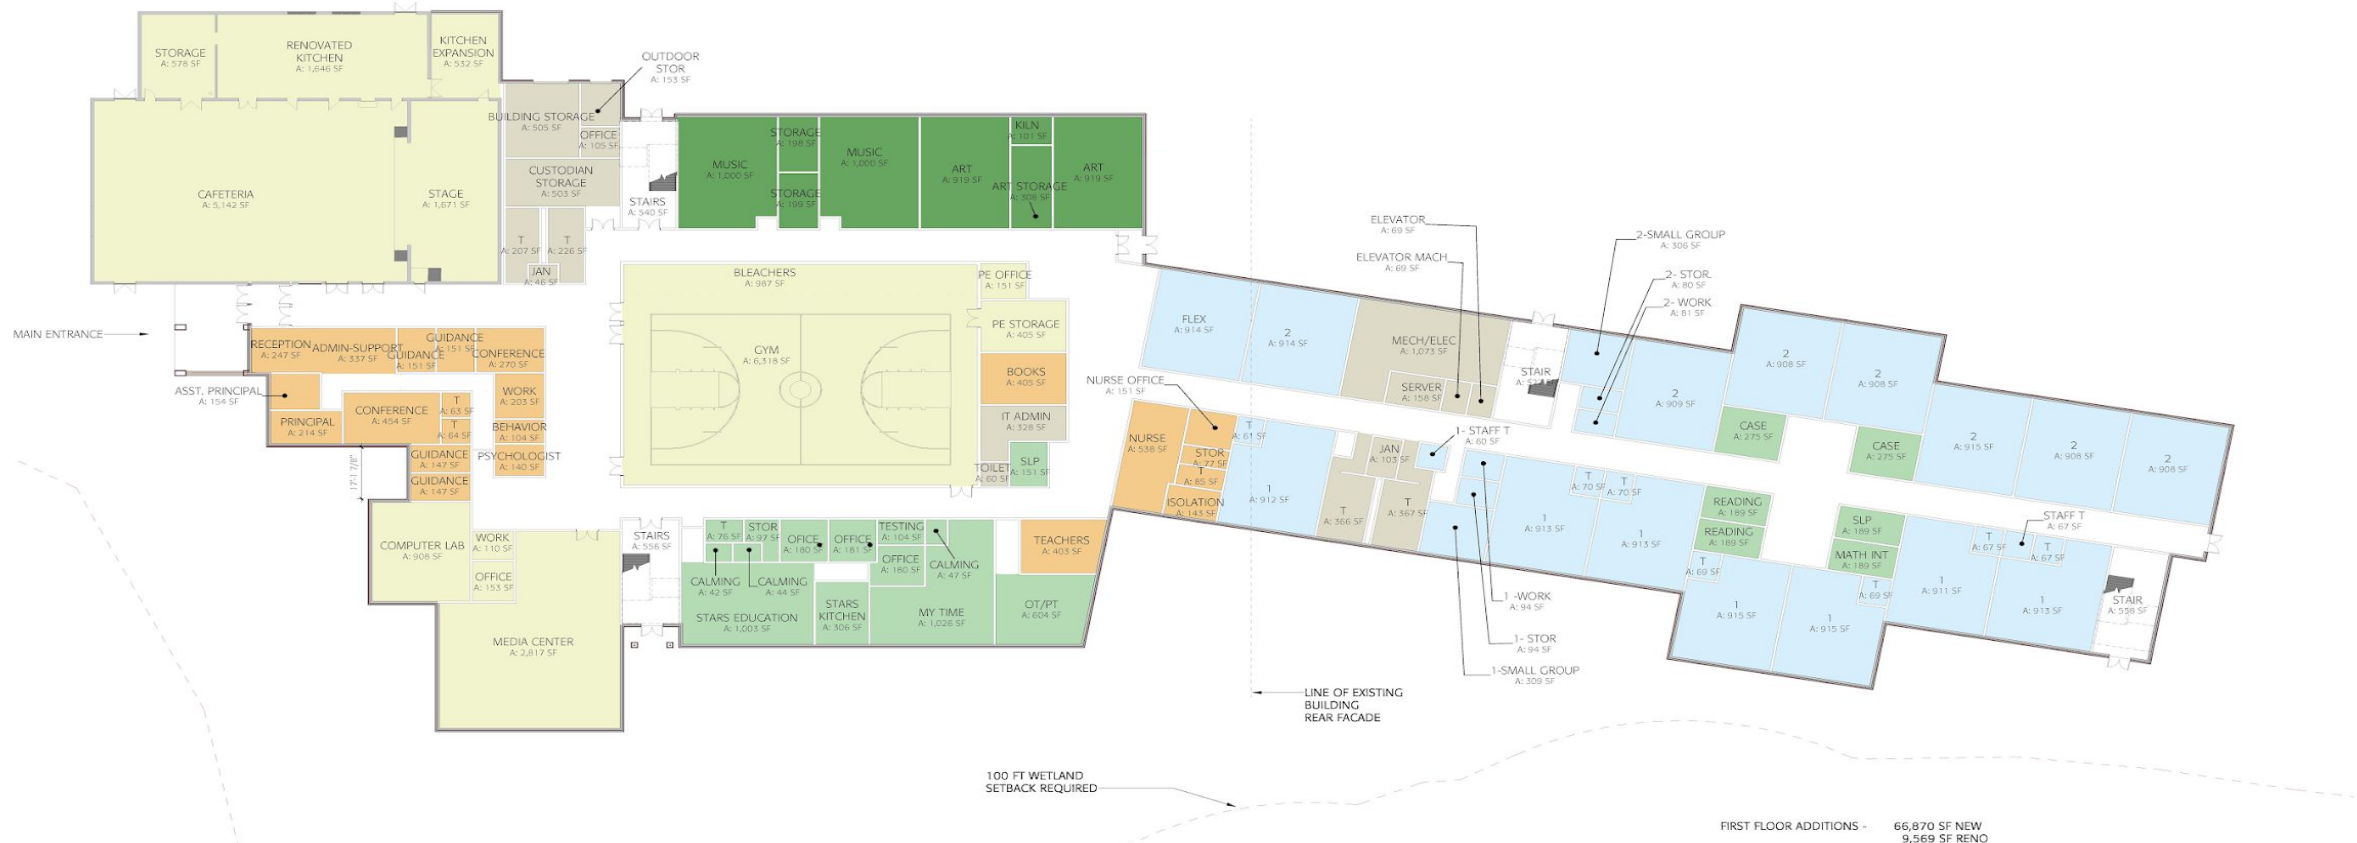 STORAGE
A: 578 SF
RENOVATED
KITCHEN
A: 1,646 SF
KITCHEN
EXPANSION
A: 532 SF
OUTDOOR
STOR
A: 153 SF
BUILDING STORAGE
A: 505 SF
OFFICE
A: 105 SF
CUSTODIAN
STORAGE
A: 503 SF
CAFETERIA
A: 5,142 SF
STAGE
A: 1,671 SF
T
A: 207 SF
T
A: 226 SF
JAN
A: 46 SF
STAIRS
A: 540 SF
MUSIC
A: 1,000 SF
STORAGE
A: 198 SF
STORAGE
A: 199 SF
MUSIC
A: 1,000 SF
ART
A: 919 SF
KILN
A: 101 SF
ART STORAGE
A: 308 SF
ART
A: 919 SF
MAIN ENTRANCE
RECEPTION
A: 247 SF
ADMIN-SUPPORT
A: 337 SF
GUIDANCE
A: 151 SF
GUIDANCE
A: 151 SF
CONFERENCE
A: 270 SF
ASST. PRINCIPAL
A: 154 SF
PRINCIPAL
A: 214 SF
CONFERENCE
A: 454 SF
T
A: 63 SF
T
A: 64 SF
WORK
A: 203 SF
BEHAVIOR
A: 104 SF
PSYCHOLOGIST
A: 140 SF
GUIDANCE
A: 147 SF
GUIDANCE
A: 147 SF
17'-1 7/8"
COMPUTER LAB
A: 908 SF
WORK
A: 110 SF
OFFICE
A: 153 SF
MEDIA CENTER
A: 2,817 SF
BLEACHERS
A: 987 SF
GYM
A: 6,318 SF
PE OFFICE
A: 151 SF
PE STORAGE
A: 405 SF
BOOKS
A: 405 SF
IT ADMIN
A: 328 SF
TOILET
A: 60 SF
SLP
A: 151 SF
STAIRS
A: 556 SF
T
A: 76 SF
STOR
A: 97 SF
OFICE
A: 180 SF
OFFICE
A: 181 SF
TESTING
A: 104 SF
OFFICE
A: 180 SF
CALMING
A: 47 SF
CALMING
A: 42 SF
CALMING
A: 44 SF
STARS EDUCATION
A: 1,003 SF
STARS
KITCHEN
A: 306 SF
MY TIME
A: 1,026 SF
TEACHERS
A: 403 SF
OT/PT
A: 604 SF
FLEX
A: 914 SF
2
A: 914 SF
MECH/ELEC
A: 1,073 SF
SERVER
A: 158 SF
ELEVATOR
A: 69 SF
ELEVATOR MACH
A: 69 SF
STAIR
2-SMALL GROUP
A: 306 SF
2- STOR.
A: 80 SF
2- WORK
A: 81 SF
2
A: 909 SF
2
A: 908 SF
2
A: 908 SF
CASE
A: 275 SF
CASE
A: 275 SF
2
A: 915 SF
2
A: 908 SF
2
A: 908 SF
NURSE OFFICE
A: 151 SF
NURSE
A: 538 SF
STOR
A: 77 SF
T
A: 85 SF
ISOLATION
A: 143 SF
T
A: 61 SF
1
A: 912 SF
JAN
A: 103 SF
T
A: 366 SF
T
A: 367 SF
1- STAFF T
A: 60 SF
1 -WORK
A: 94 SF
1- STOR
A: 94 SF
1-SMALL GROUP
A: 309 SF
1
A: 913 SF
T
A: 70 SF
T
A: 70 SF
1
A: 913 SF
READING
A: 189 SF
READING
A: 189 SF
T
A: 69 SF
1
A: 915 SF
1
A: 915 SF
SLP
A: 189 SF
MATH INT
A: 189 SF
T
A: 69 SF
1
A: 911 SF
T
A: 67 SF
STAFF T
A: 67 SF
T
A: 67 SF
1
A: 913 SF
STAIR
A: 558 SF
LINE OF EXISTING
BUILDING
REAR FACADE
100 FT WETLAND
SETBACK REQUIRED
FIRST FLOOR ADDITIONS - 66,870 SF NEW
9,569 SF RENO